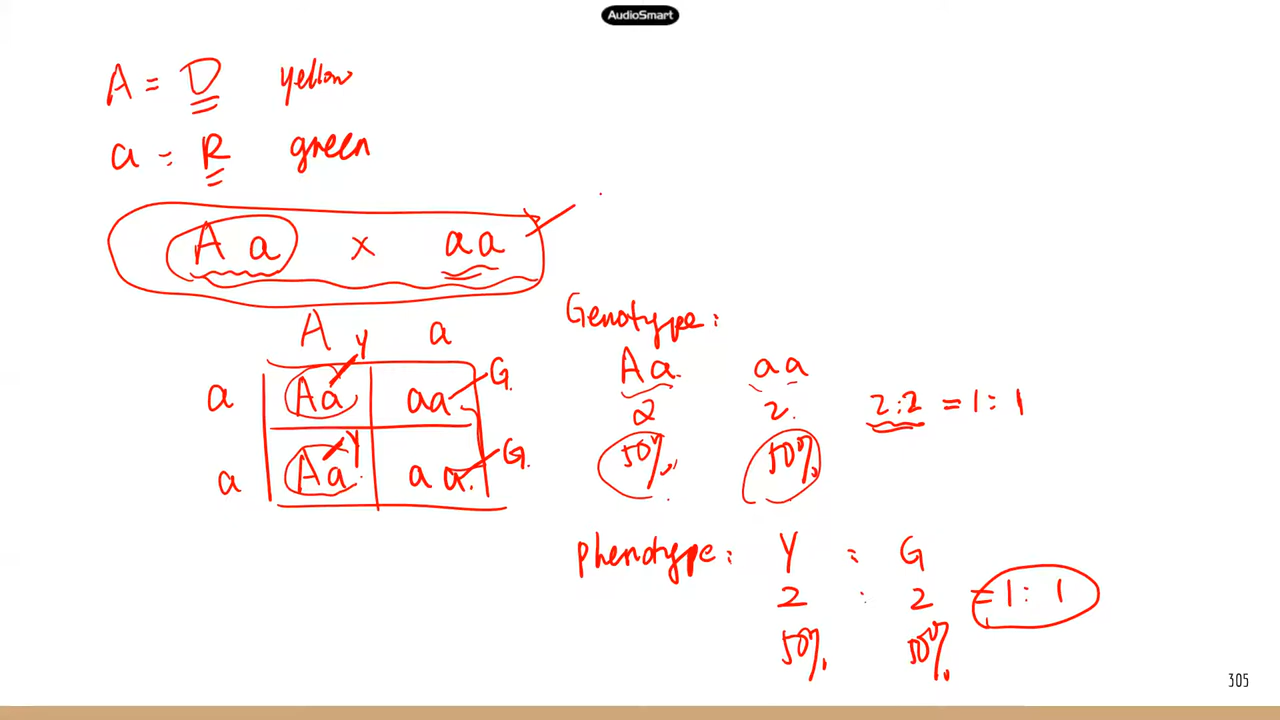 AudioSmart
A = D yellow
a = R green
A a x aa
A a
Y
a Aa aa G.
Y
a Aa aa. G.
Genotype:
Aa. aa
2 2. 2:2 = 1:1
50% 50%
Phenotype: Y : G
2 : 2 = 1:1
50% 50%
305